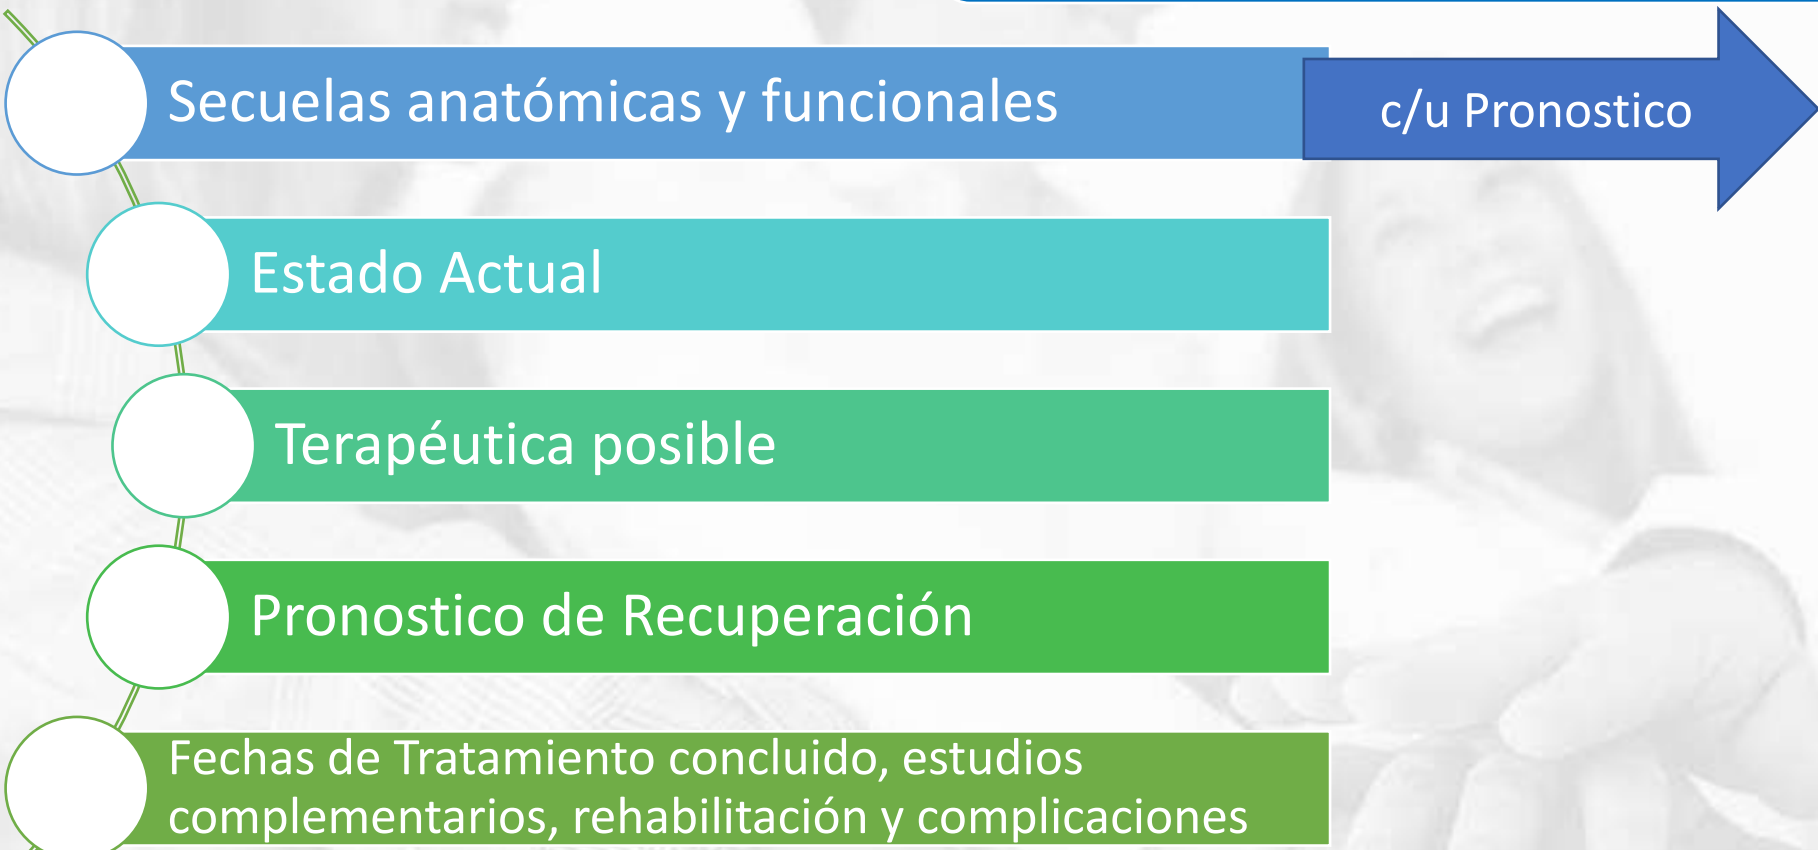 Secuelas anatómicas y funcionales
c/u Pronostico
Estado Actual
Terapéutica posible
Pronostico de Recuperación
Fechas de Tratamiento concluido, estudios
complementarios, rehabilitación y complicaciones